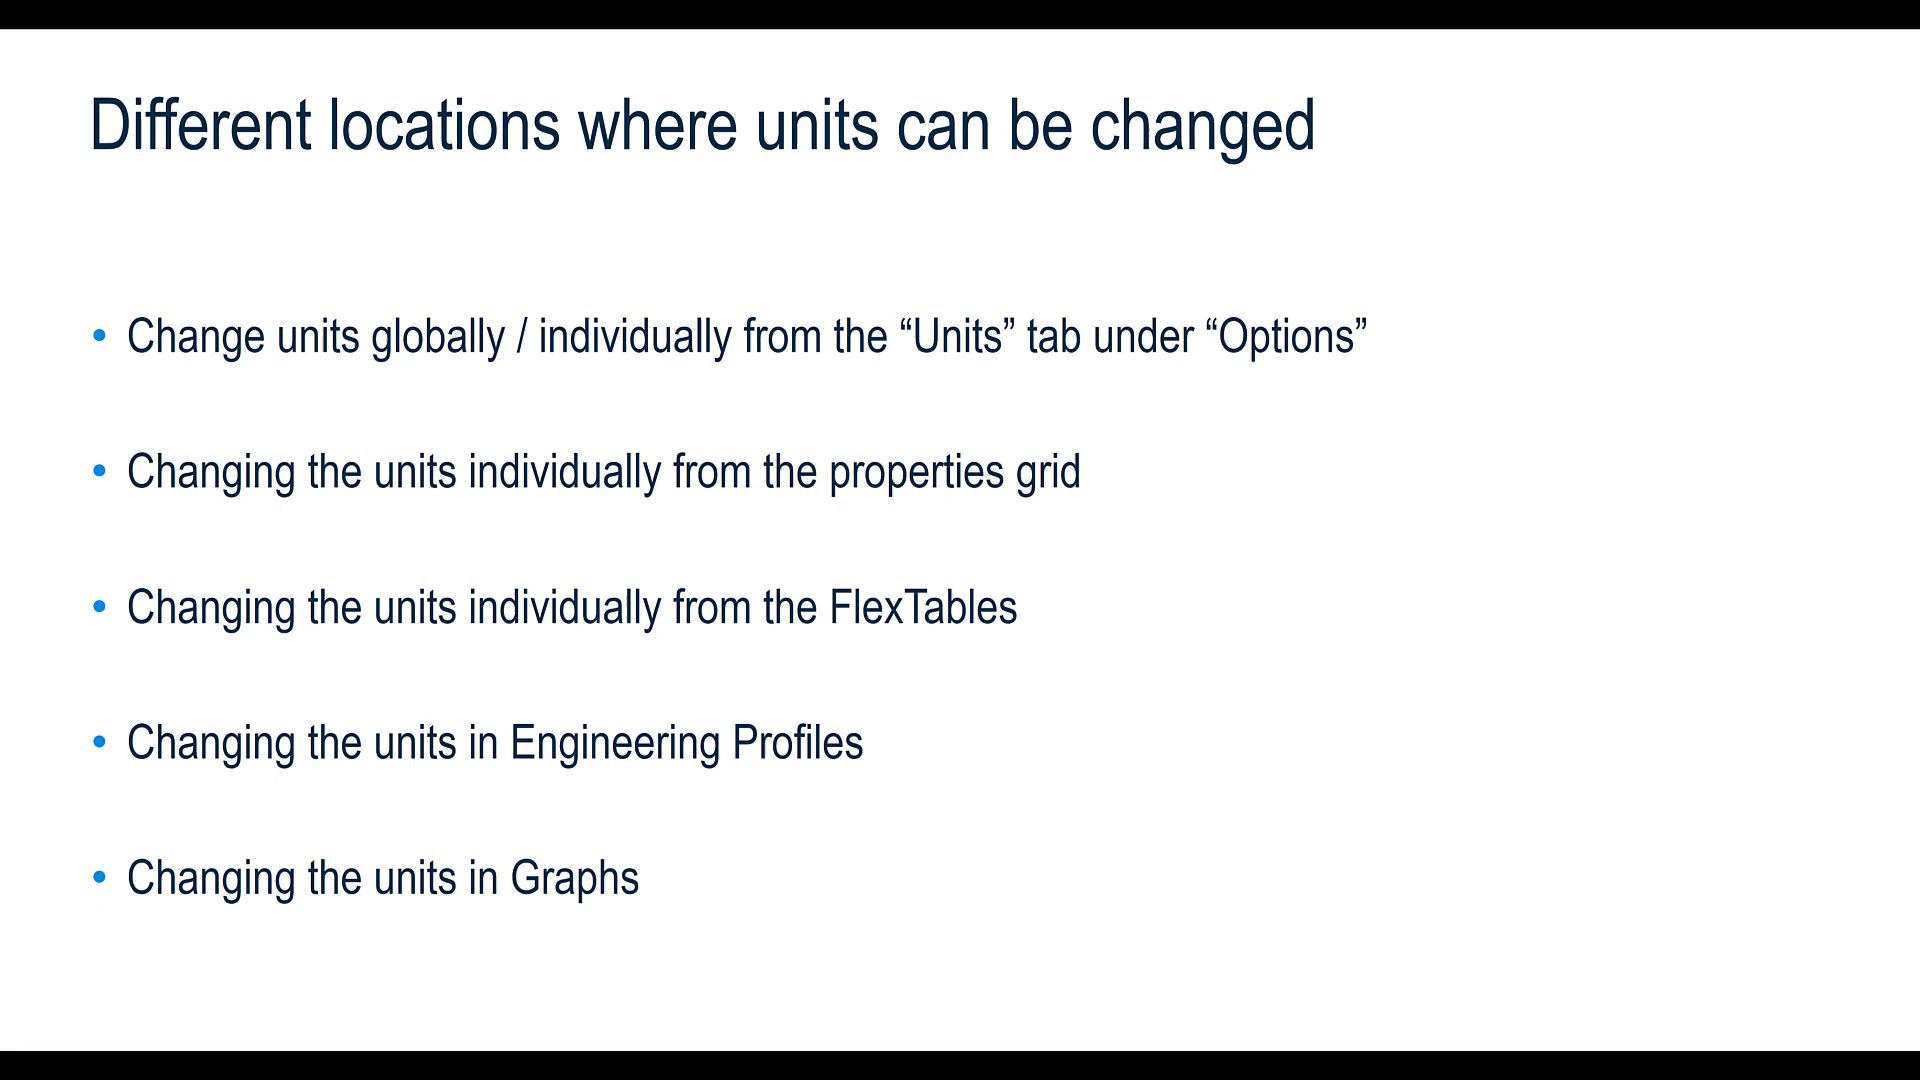 Different locations where units can be changed
• Change units globally / individually from the “Units” tab under “Options”
• Changing the units individually from the properties grid
• Changing the units individually from the FlexTables
• Changing the units in Engineering Profiles
• Changing the units in Graphs